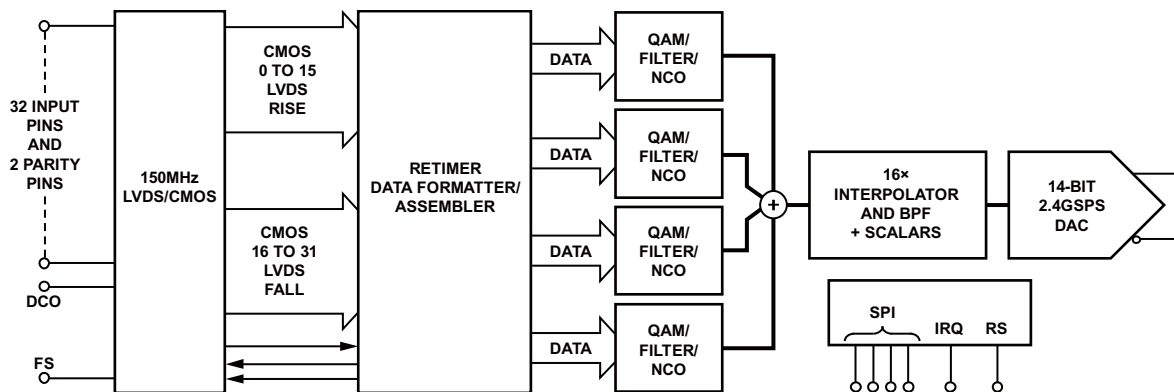 32 INPUT
PINS
AND
2 PARITY
PINS
DCO
FS
150MHz
LVDS/CMOS
CMOS
0 TO 15
LVDS
RISE
CMOS
16 TO 31
LVDS
FALL
RETIMER
DATA FORMATTER/
ASSEMBLER
DATA
DATA
DATA
DATA
QAM/
FILTER/
NCO
QAM/
FILTER/
NCO
QAM/
FILTER/
NCO
QAM/
FILTER/
NCO
+
16×
INTERPOLATOR
AND BPF
+ SCALARS
14-BIT
2.4GSPS
DAC
SPI
IRQ
RS